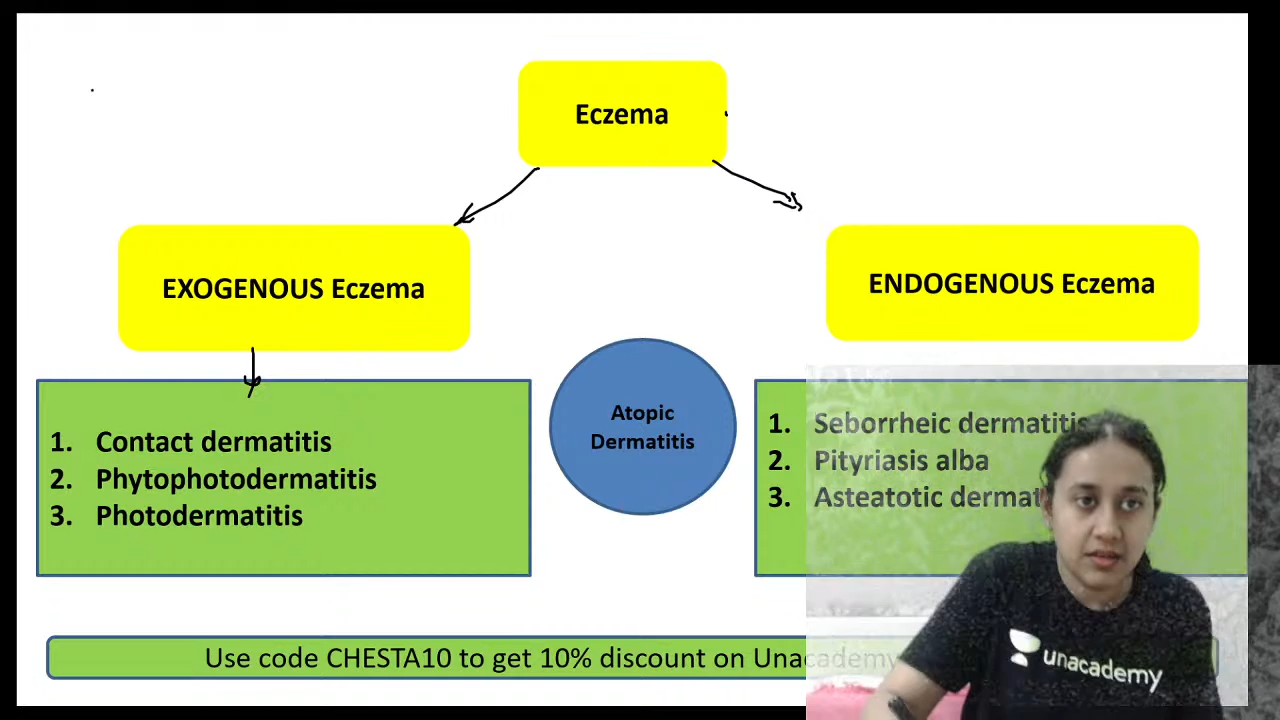 Eczema
EXOGENOUS Eczema
ENDOGENOUS Eczema
1. Contact dermatitis
2. Phytophotodermatitis
3. Photodermatitis
Atopic
Dermatitis
1. Seborrheic dermatitis
2. Pityriasis alba
3. Asteatotic dermat
Use code CHESTA10 to get 10% discount on Unacademy
unacademy